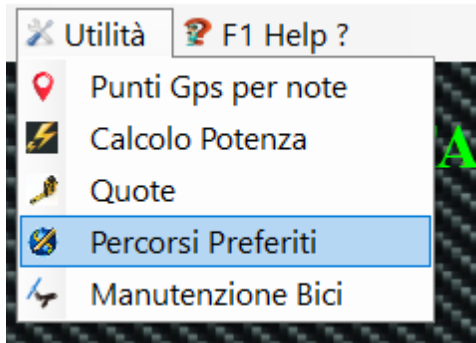 Utilità F1 Help ?
Punti Gps per note
Calcolo Potenza
Quote
Percorsi Preferiti
Manutenzione Bici